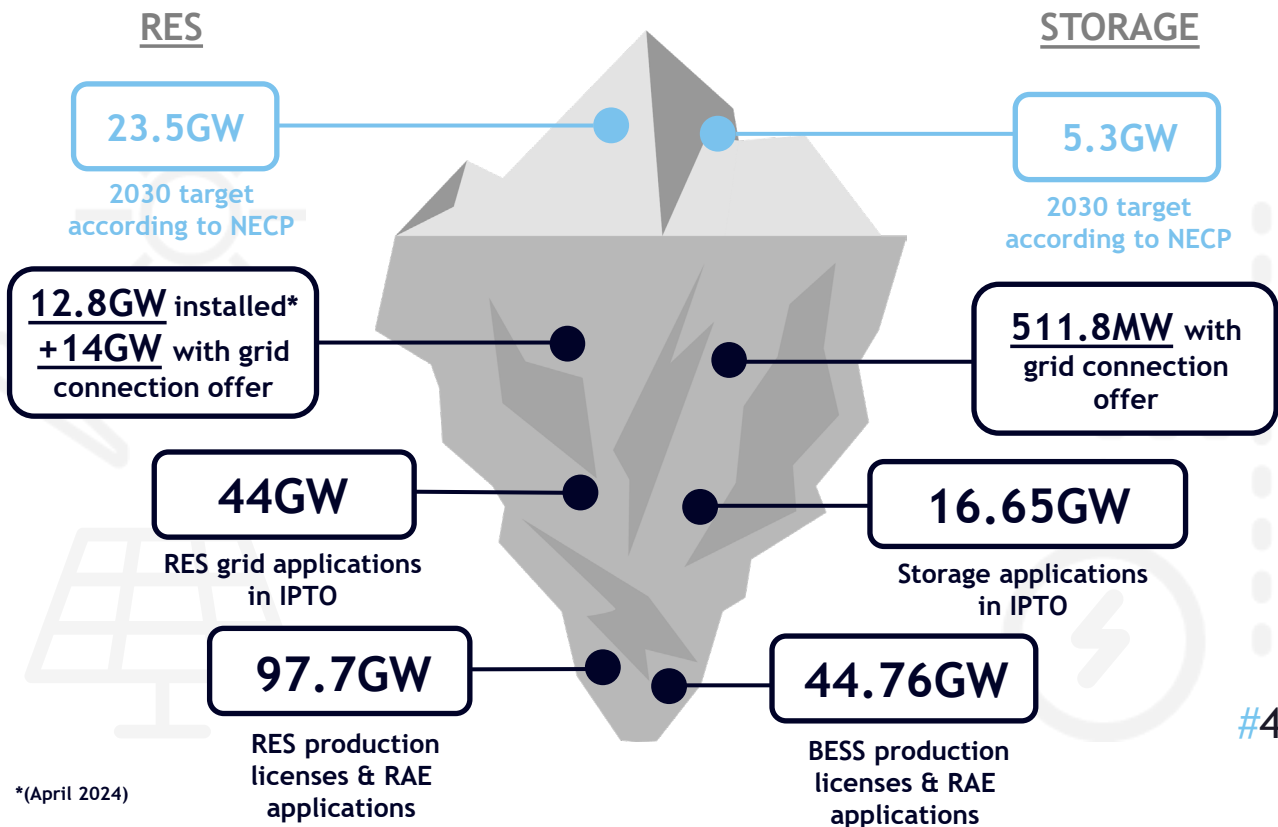 RES
STORAGE
23.5GW
2030 target
according to NECP
5.3GW
2030 target
according to NECP
12.8GW installed*
+14GW with grid
connection offer
511.8MW with
grid connection
offer
44GW
RES grid applications
in IPTO
16.65GW
Storage applications
in IPTO
97.7GW
RES production
licenses & RAE
applications
44.76GW
BESS production
licenses & RAE
applications
*(April 2024)
#4